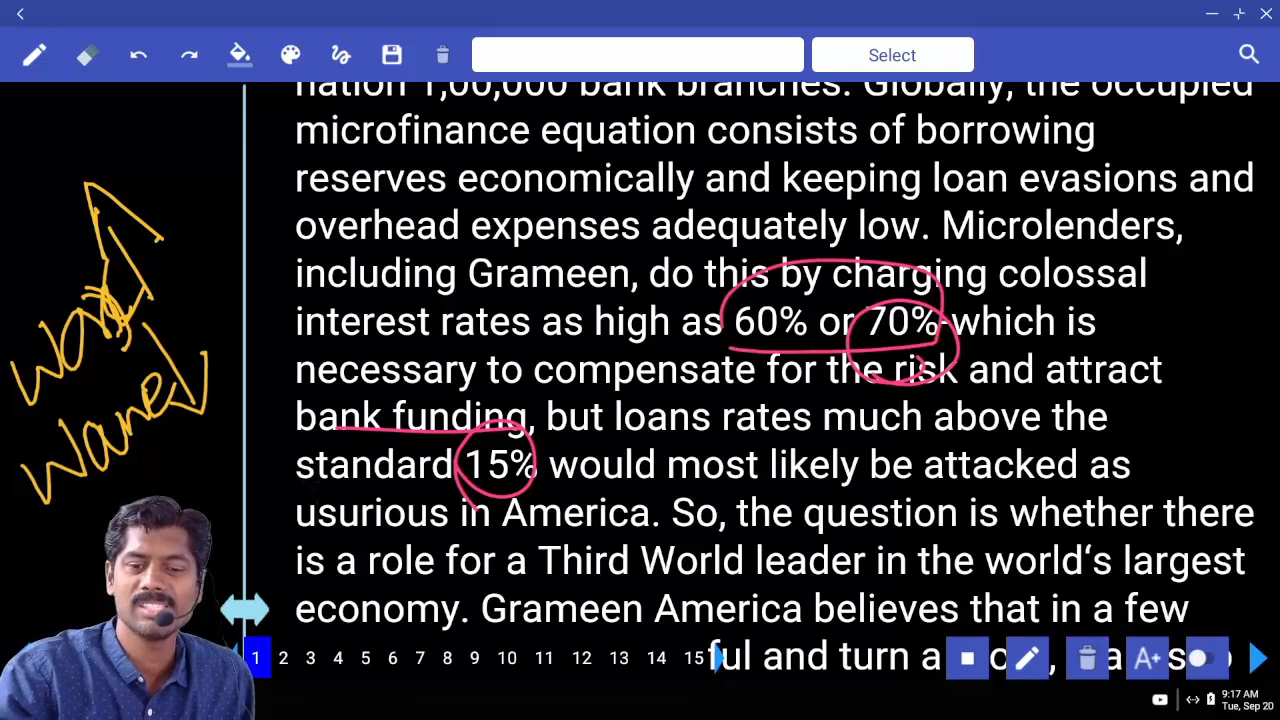 Select
nation 1,00,000 bank branches. Globally, the occupied
microfinance equation consists of borrowing
reserves economically and keeping loan evasions and
overhead expenses adequately low. Microlenders,
including Grameen, do this by charging colossal
interest rates as high as 60% or 70%-which is
necessary to compensate for the risk and attract
bank funding, but loans rates much above the
standard 15% would most likely be attacked as
usurious in America. So, the question is whether there
is a role for a Third World leader in the world‘s largest
economy. Grameen America believes that in a few
ful and turn a
Wane
1 2 3 4 5 6 7 8 9 10 11 12 13 14 15
A+
9:17 AM
Tue, Sep 20